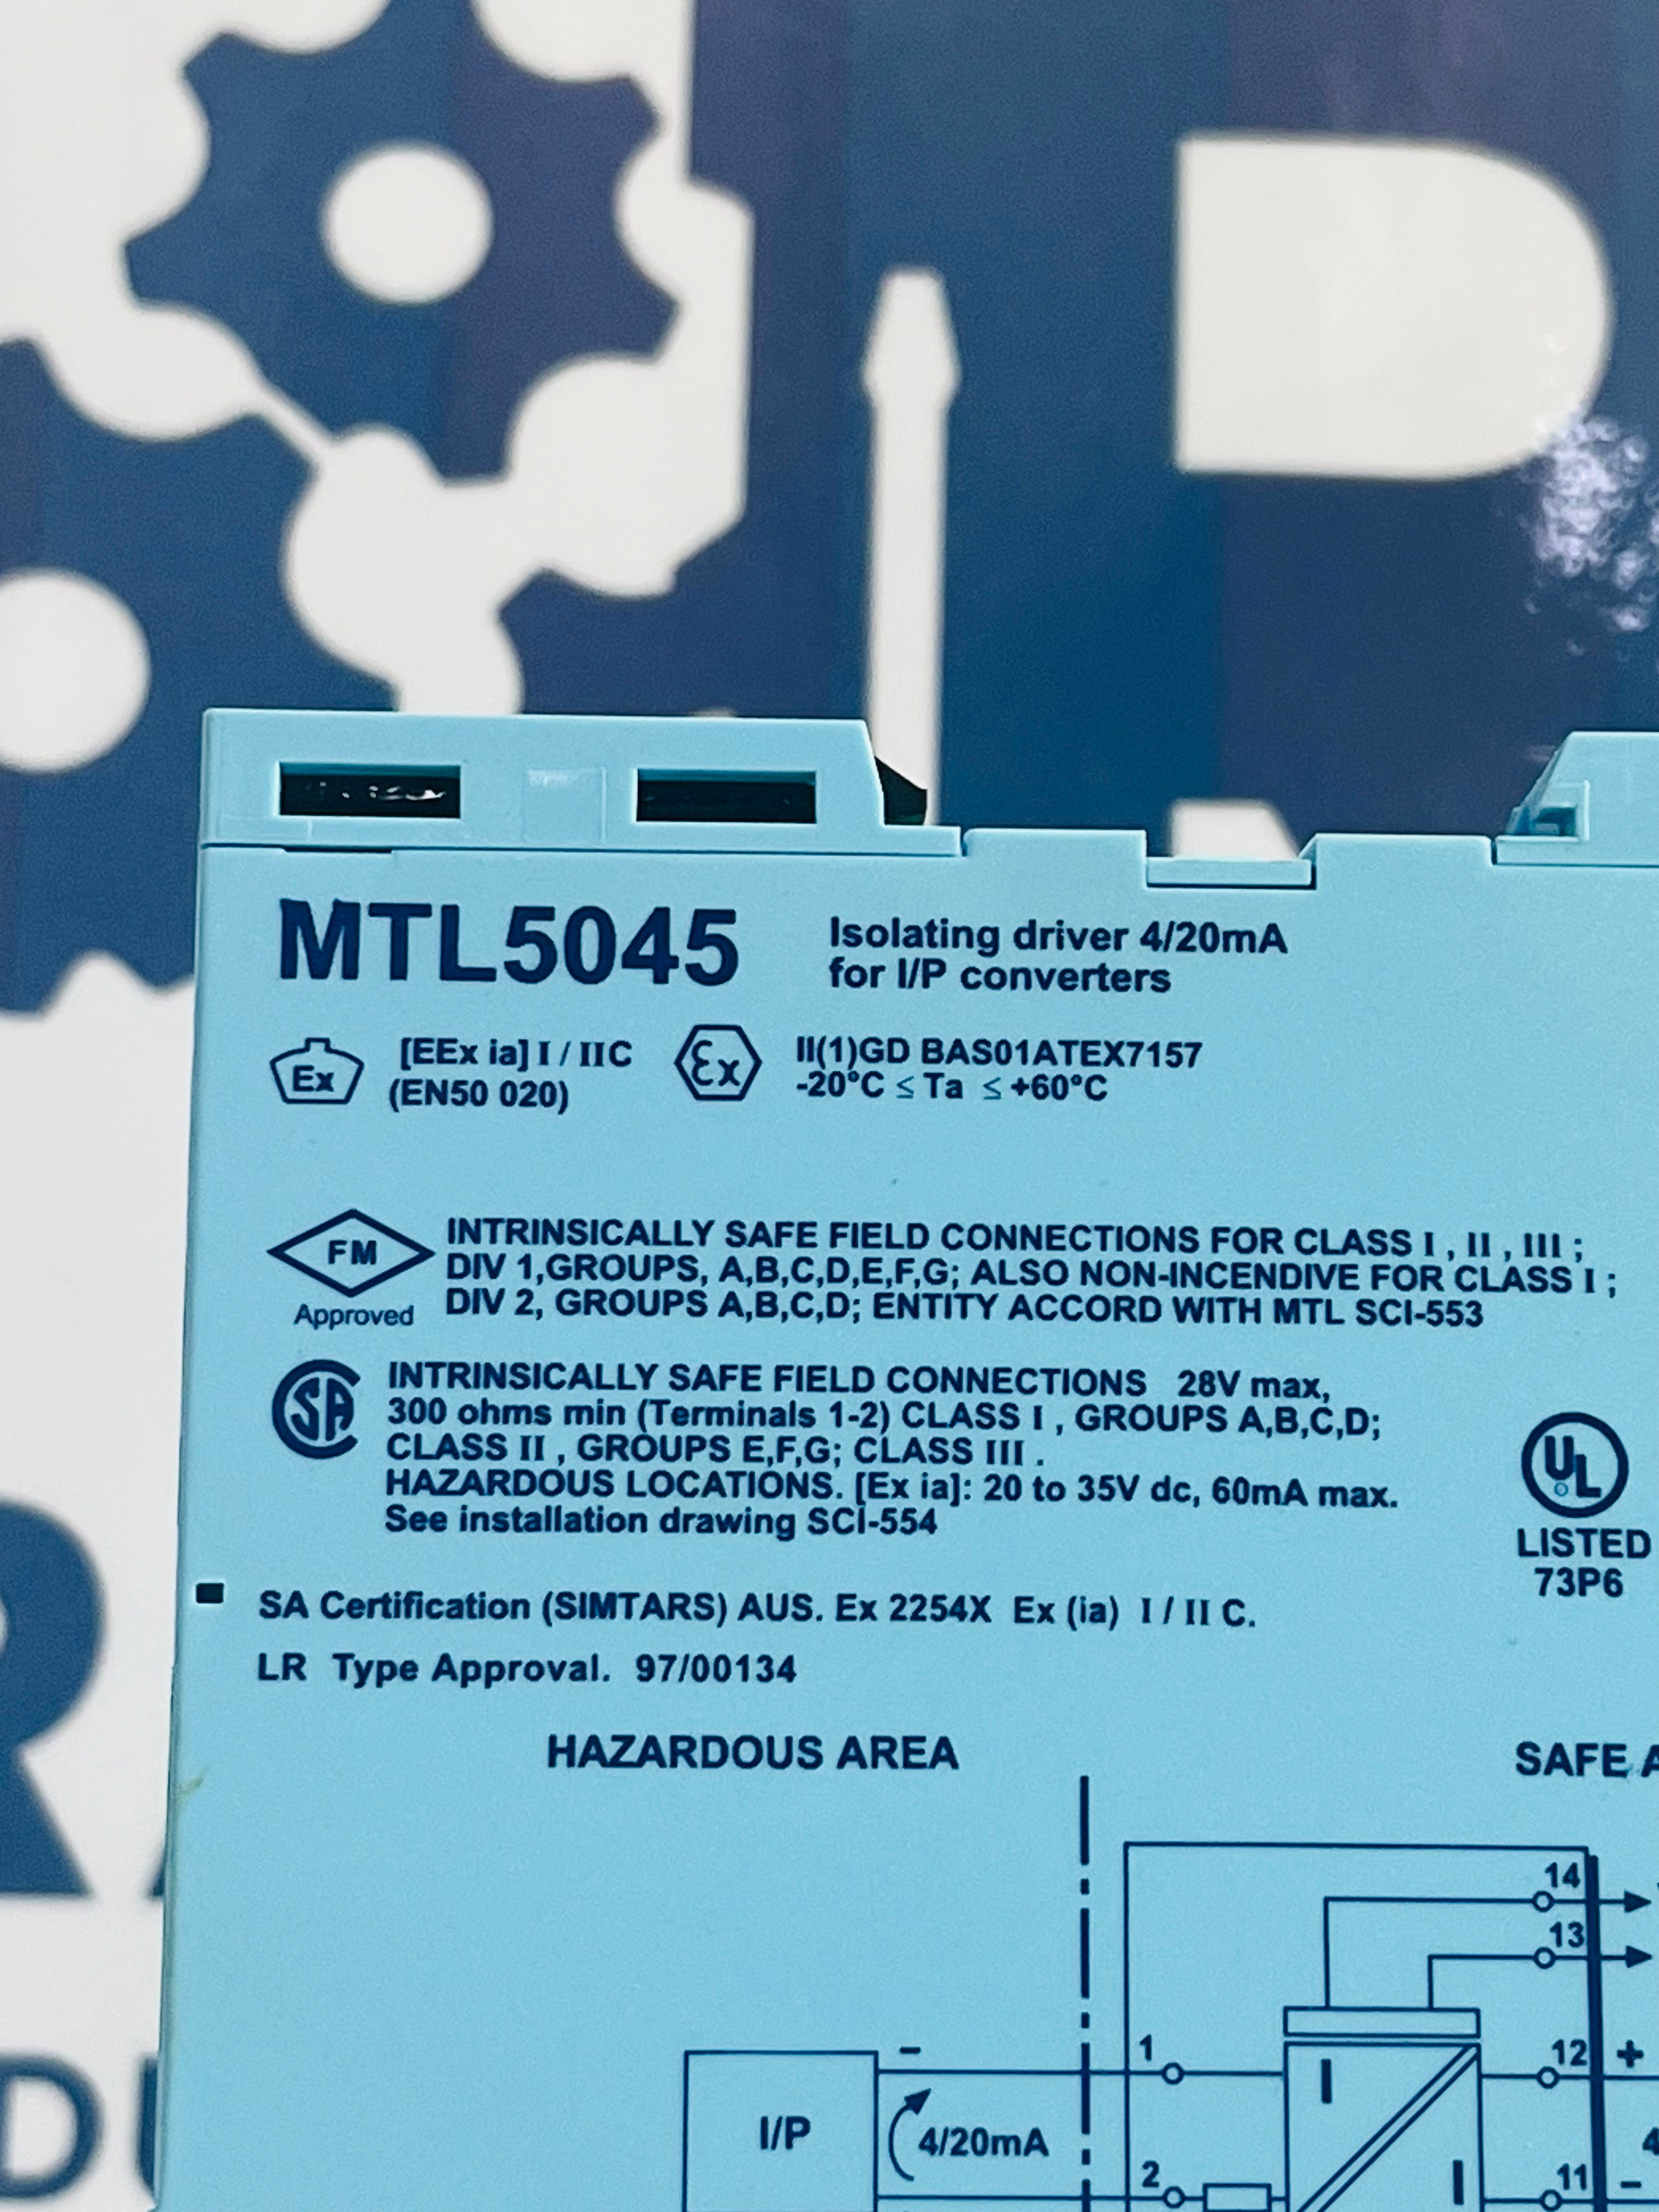 MTL5045
Isolating driver 4/20mA
for I/P converters
Ex
[EEx ia] I / IIC
(EN50 020)
Ex
II(1)GD BAS01ATEX7157
-20°C ≤ Ta ≤ +60°C
FM
Approved
INTRINSICALLY SAFE FIELD CONNECTIONS FOR CLASS I , II , III ;
DIV 1,GROUPS, A,B,C,D,E,F,G; ALSO NON-INCENDIVE FOR CLASS I ;
DIV 2, GROUPS A,B,C,D; ENTITY ACCORD WITH MTL SCI-553
SA
INTRINSICALLY SAFE FIELD CONNECTIONS 28V max,
300 ohms min (Terminals 1-2) CLASS I , GROUPS A,B,C,D;
CLASS II , GROUPS E,F,G; CLASS III .
HAZARDOUS LOCATIONS. [Ex ia]: 20 to 35V dc, 60mA max.
See installation drawing SCI-554
UL
LISTED
73P6
SA Certification (SIMTARS) AUS. Ex 2254X Ex (ia) I / II C.
LR Type Approval. 97/00134
HAZARDOUS AREA
SAFE
14
13
1
12 +
-
I
I/P
4/20mA
2
I
11 -